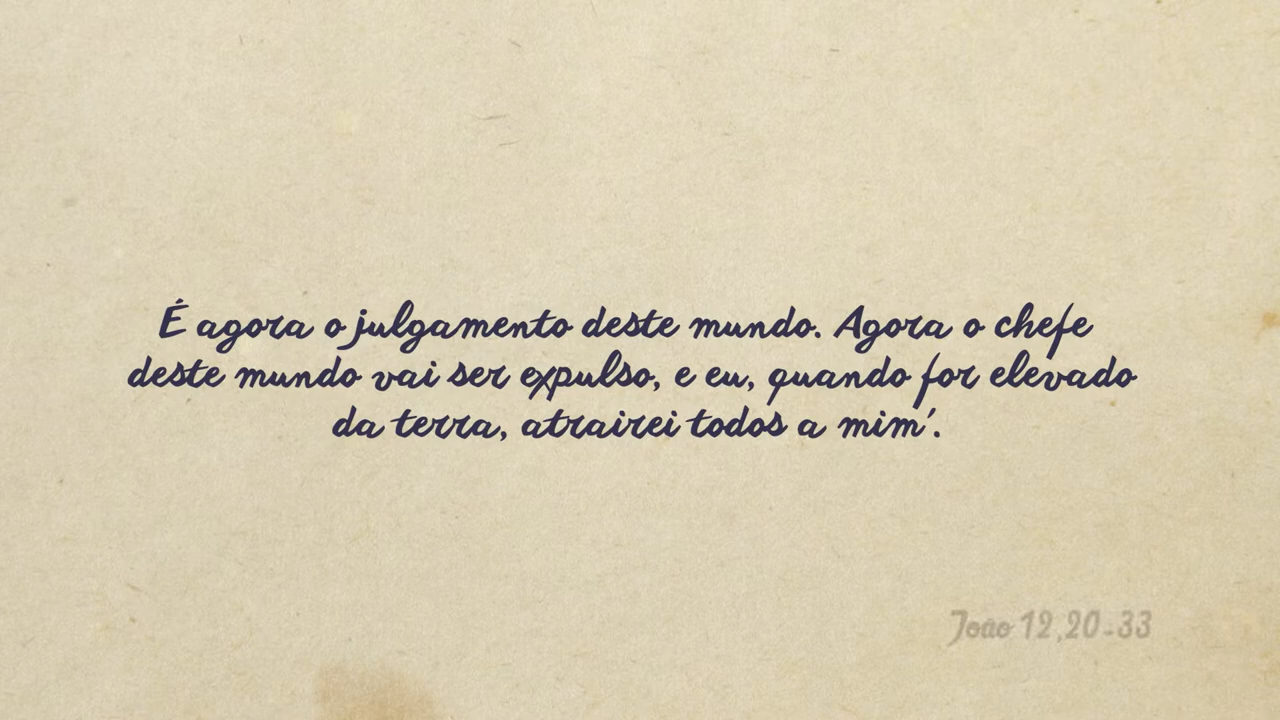 É agora o julgamento deste mundo. Agora o chefe
deste mundo vai ser expulso, e eu, quando for elevado
da terra, atrairei todos a mim’.
João 12,20-33